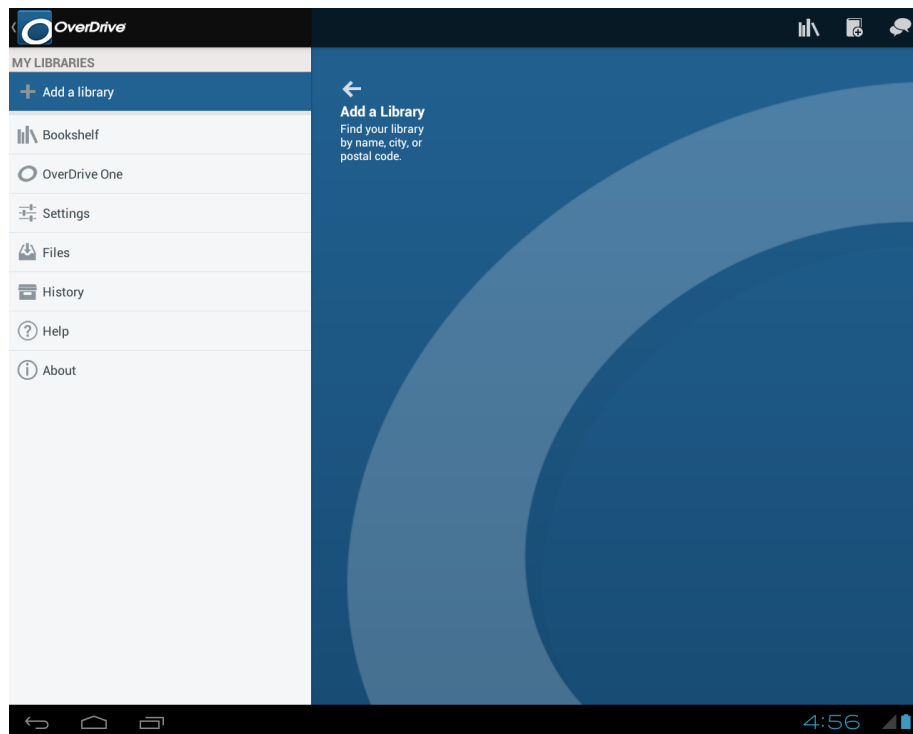 OverDrive
MY LIBRARIES
Add a library
Bookshelf
OverDrive One
Settings
Files
History
Help
About
Add a Library
Find your library
by name, city, or
postal code.
4:56